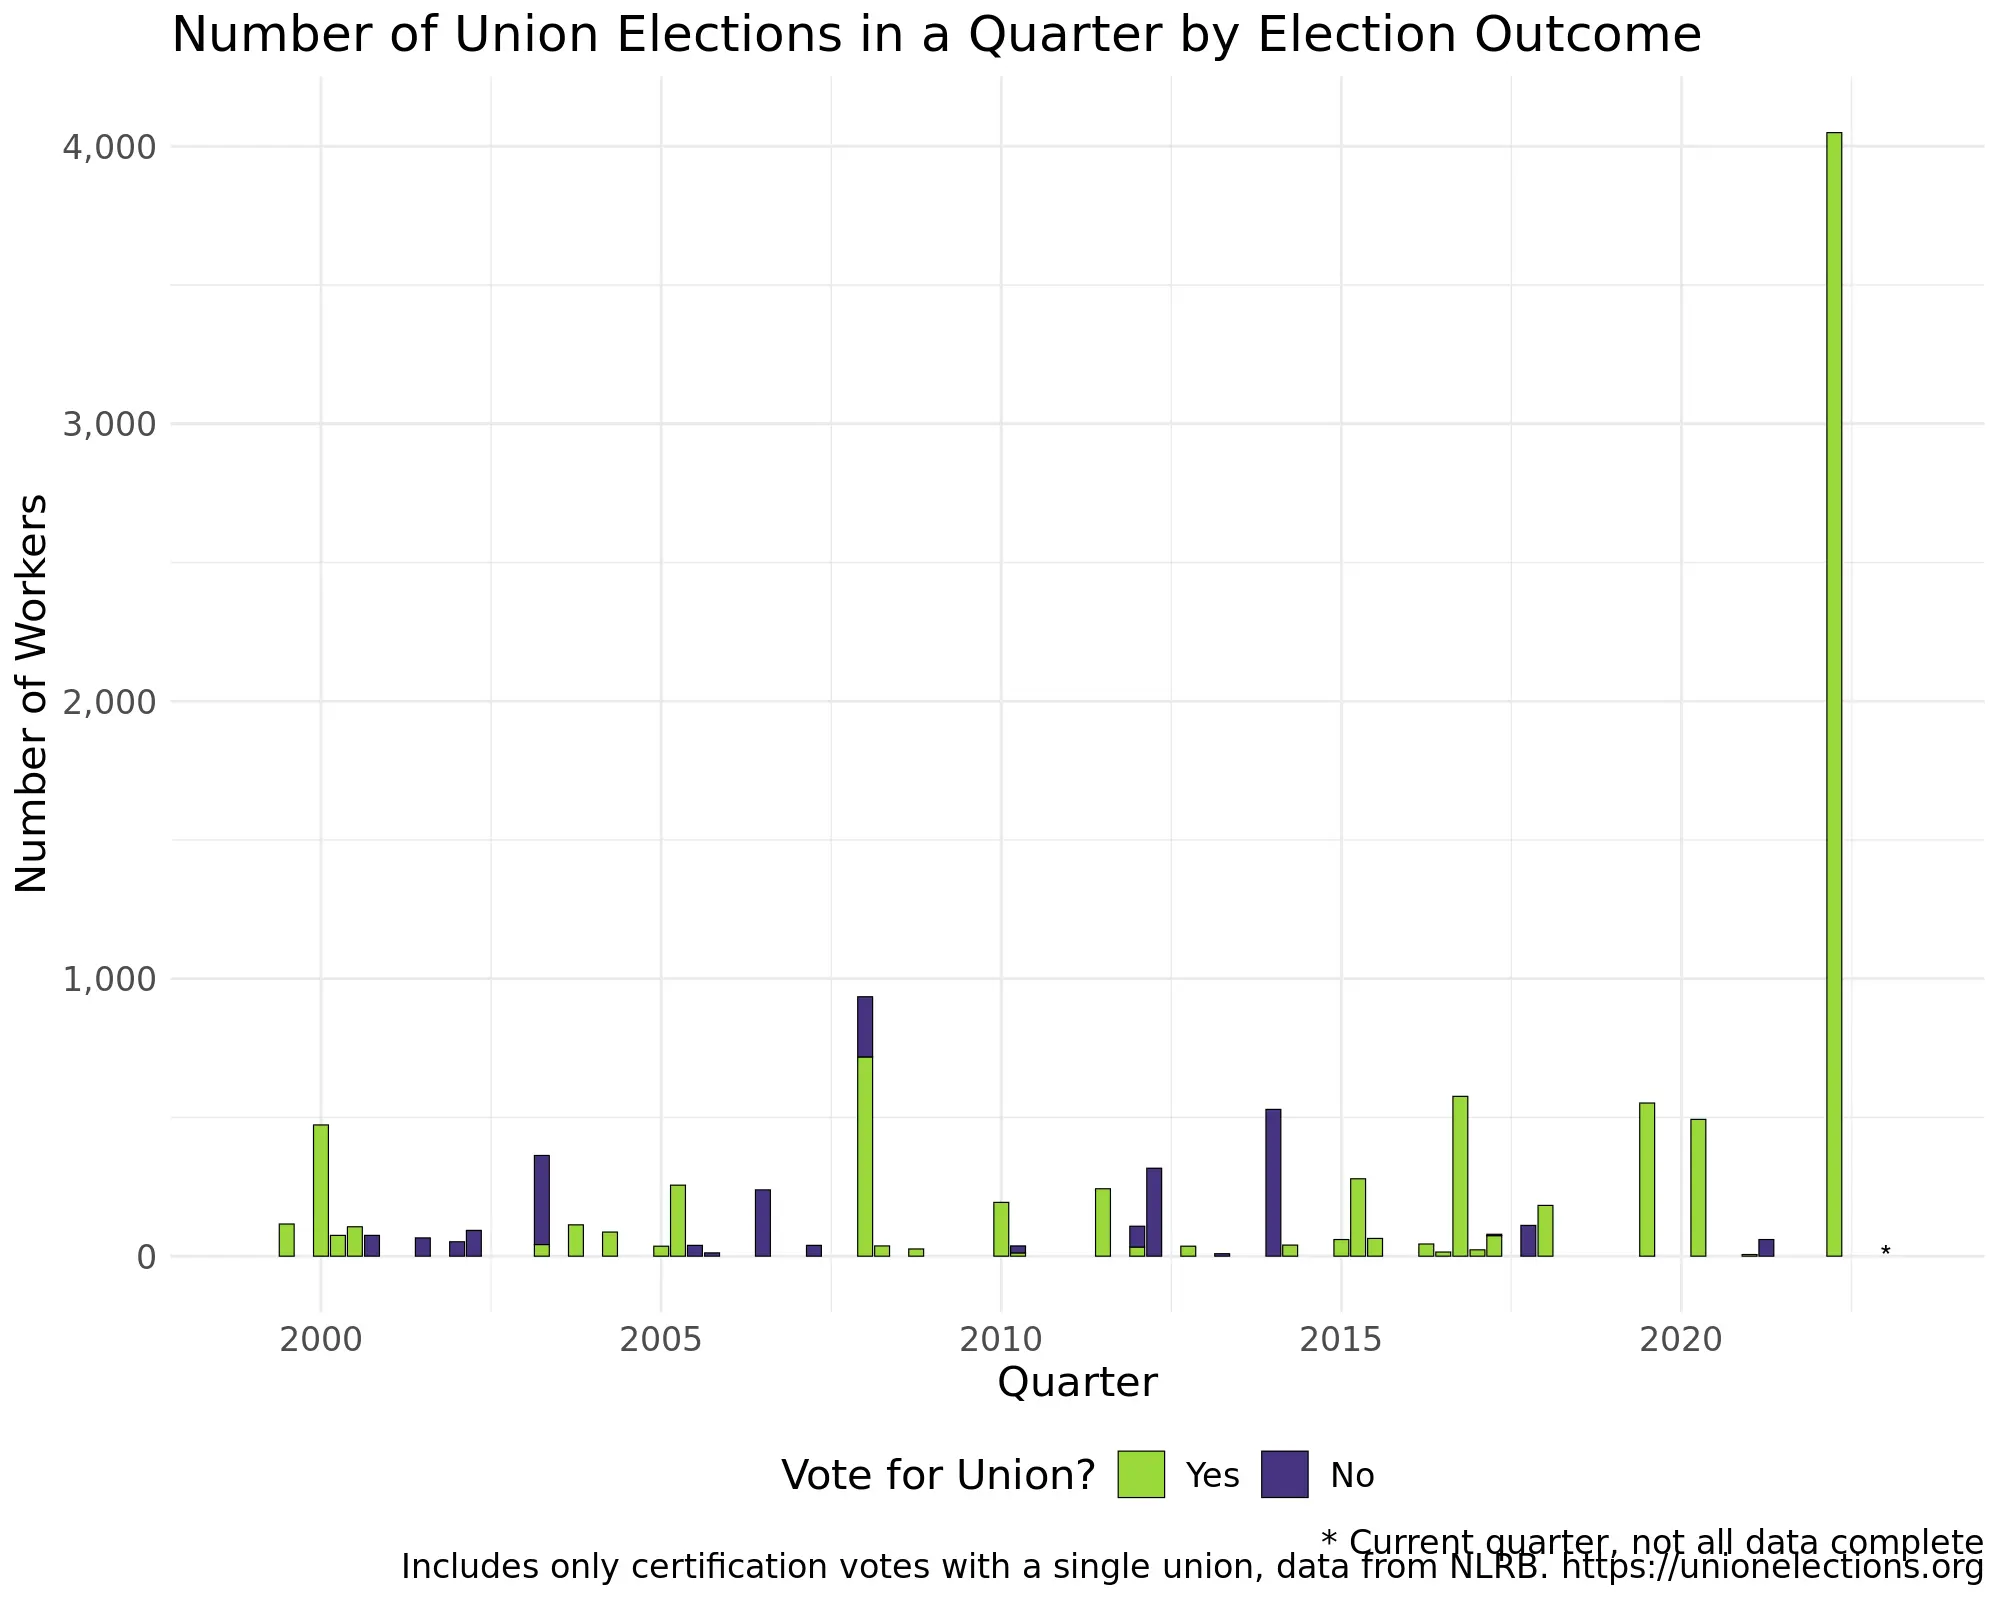 Number of Union Elections in a Quarter by Election Outcome
4,000
3,000
2,000
1,000
0
Number of Workers
*
2000 2005 2010 2015 2020
Quarter
Vote for Union? Yes No
* Current quarter, not all data complete
Includes only certification votes with a single union, data from NLRB. https://unionelections.org